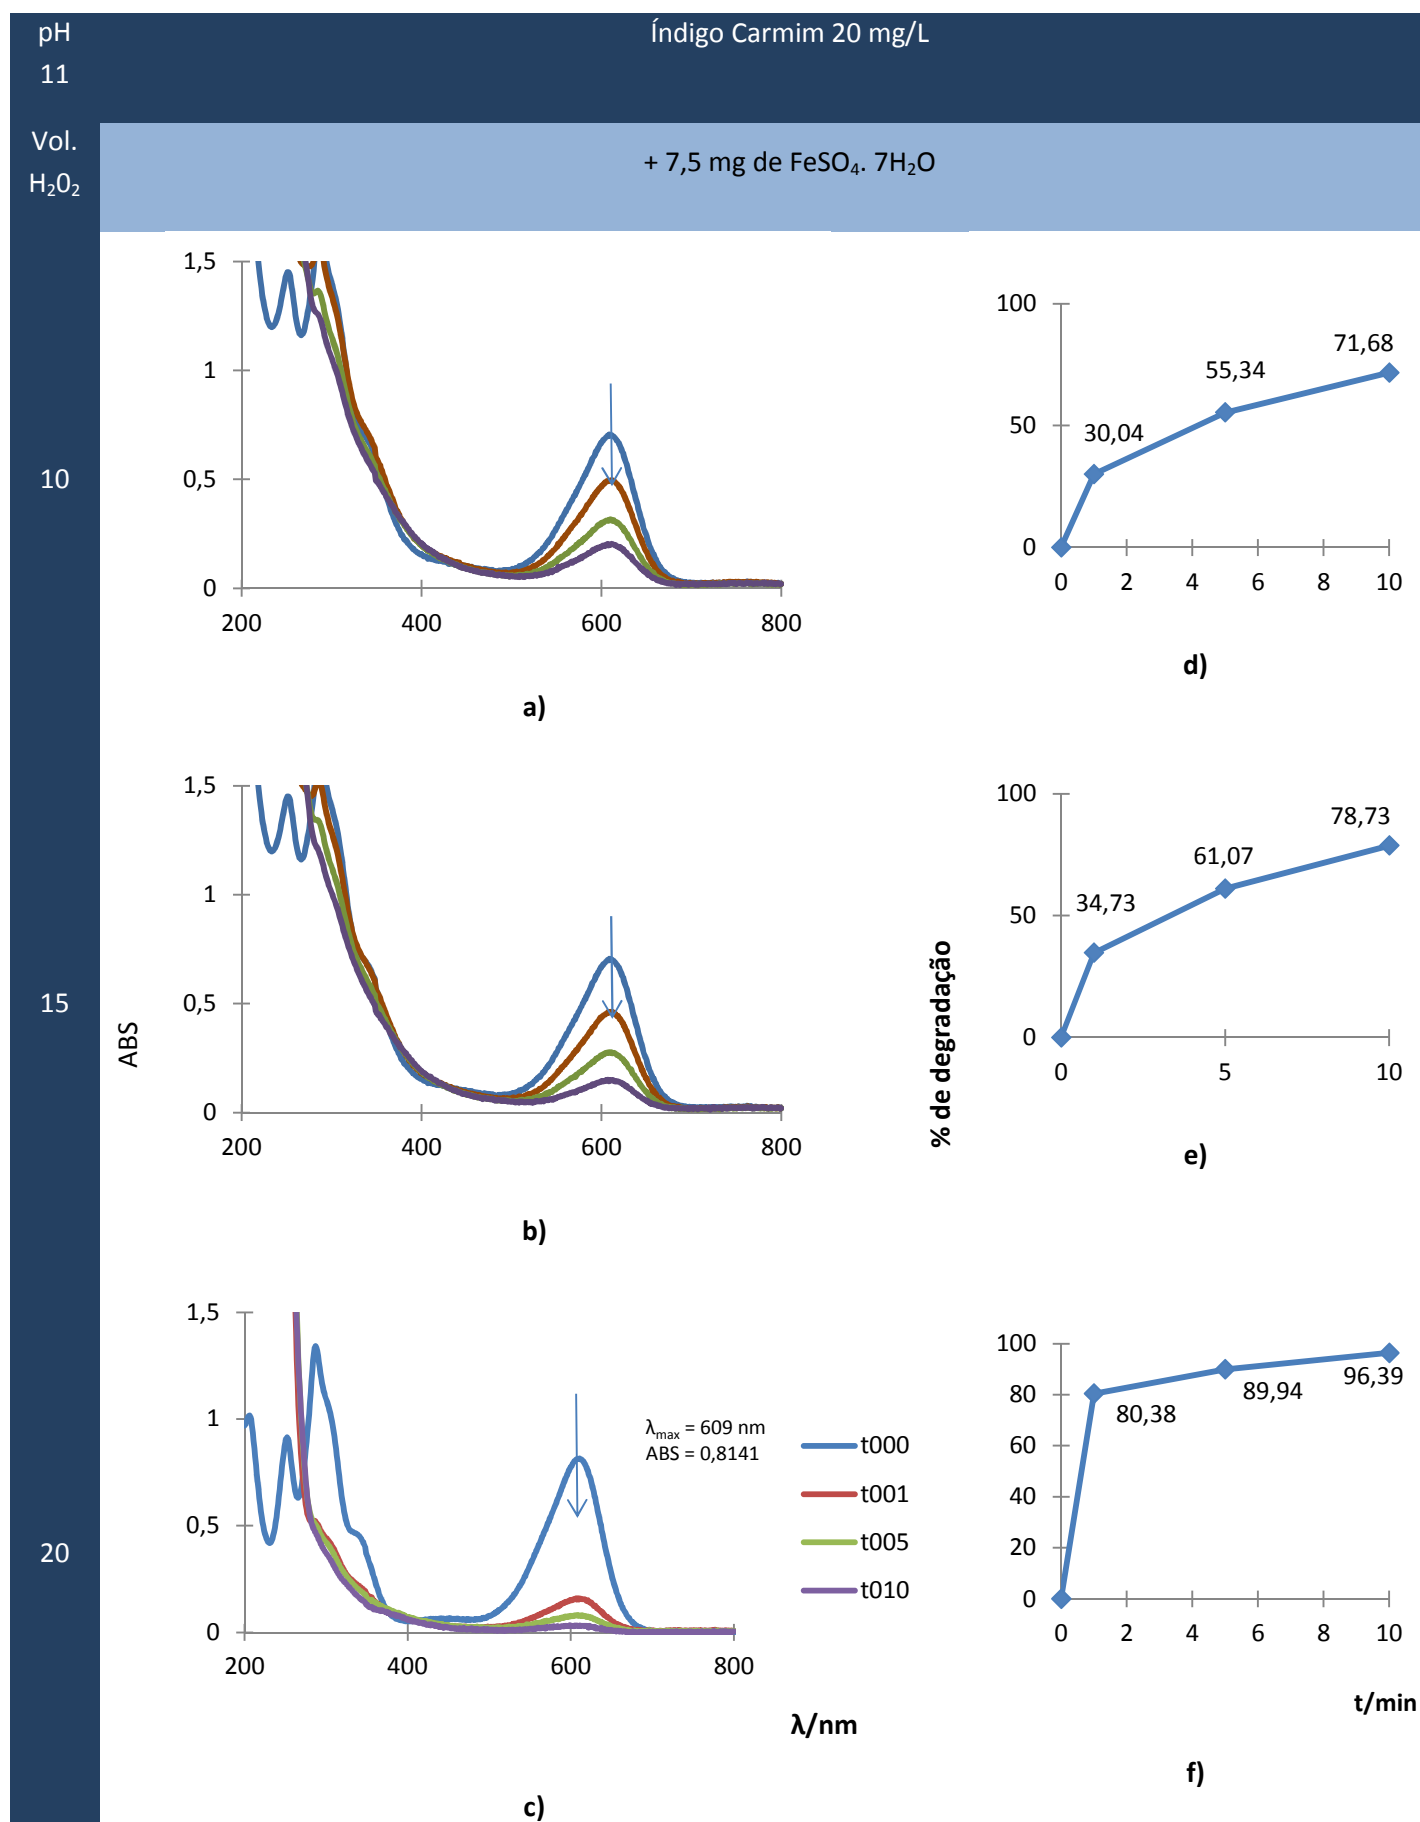 pH
11
Índigo Carmim 20 mg/L
Vol.
H₂0₂
+ 7,5 mg de FeSO₄. 7H₂O
10
1,5
1
0,5
0
200 400 600 800
a)
100
50
0
0 2 4 6 8 10
30,04
55,34
71,68
d)
15
ABS
1,5
1
0,5
0
200 400 600 800
b)
% de degradação
100
50
0
0 5 10
34,73
61,07
78,73
e)
20
1,5
1
0,5
0
200 400 600 800
λmax = 609 nm
ABS = 0,8141
t000
t001
t005
t010
λ/nm
c)
100
80
60
40
20
0
0 2 4 6 8 10
80,38
89,94
96,39
t/min
f)